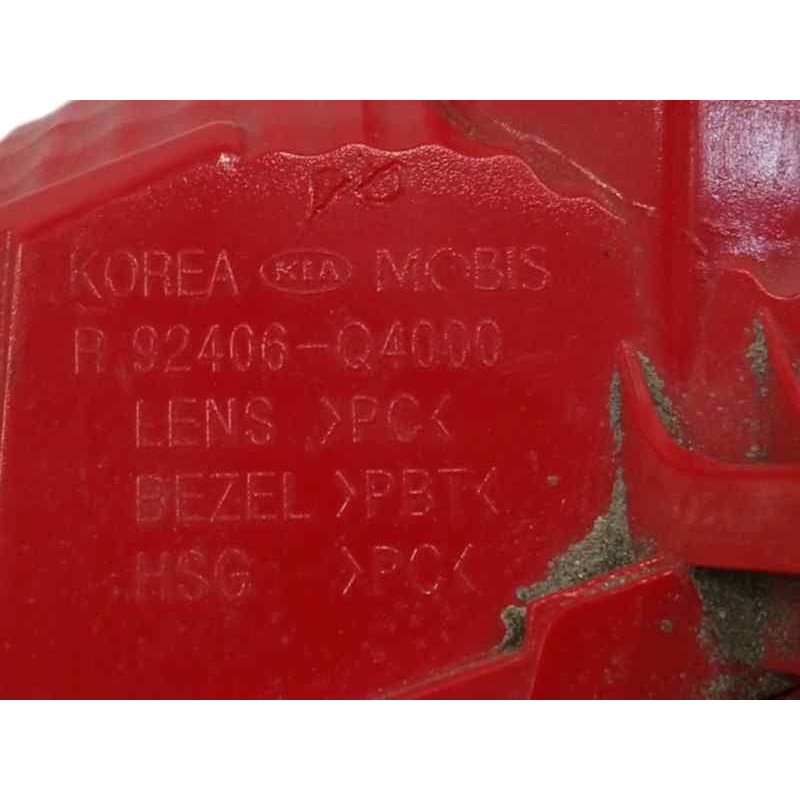 KOREA KIA MOBIS
R 92406-Q4000
LENS >PC<
BEZEL >PBT<
HSG >PC<